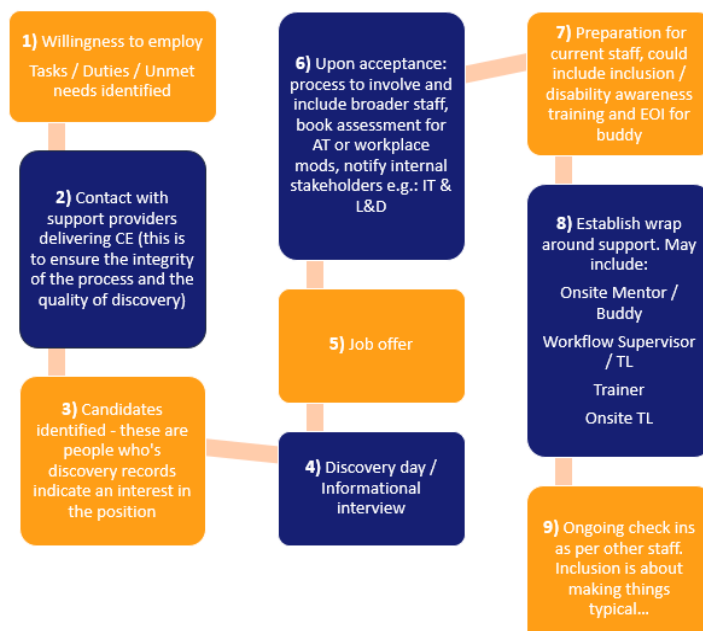 1) Willingness to employ
Tasks / Duties / Unmet
needs identified
2) Contact with
support providers
delivering CE (this is
to ensure the integrity
of the process and the
quality of discovery)
3) Candidates
identified - these are
people who's
discovery records
indicate an interest in
the position
4) Discovery day /
Informational
interview
5) Job offer
6) Upon acceptance:
process to involve and
include broader staff,
book assessment for
AT or workplace
mods, notify internal
stakeholders e.g.: IT &
L&D
7) Preparation for
current staff, could
include inclusion /
disability awareness
training and EOI for
buddy
8) Establish wrap
around support. May
include:
Onsite Mentor /
Buddy
Workflow Supervisor
/ TL
Trainer
Onsite TL
9) Ongoing check ins
as per other staff.
Inclusion is about
making things
typical...